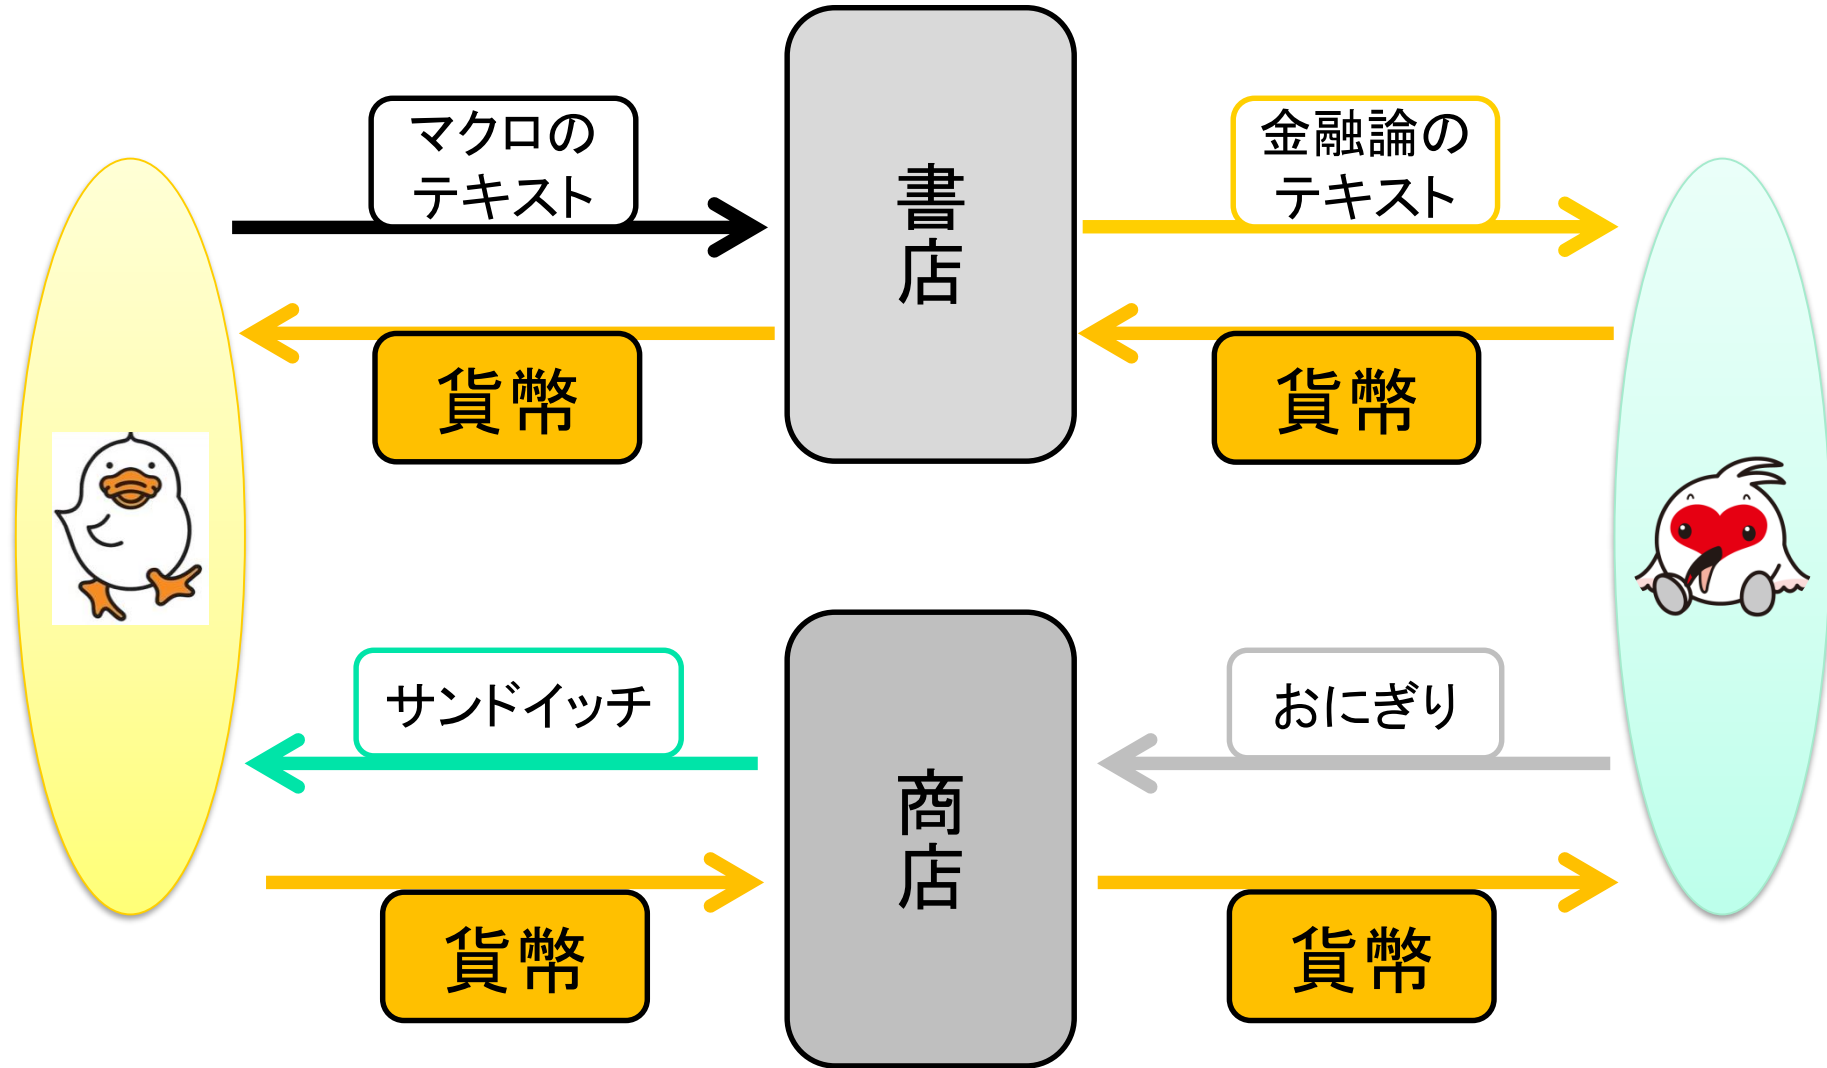 マクロの
テキスト
書店
金融論の
テキスト
貨幣
貨幣
サンドイッチ
商店
おにぎり
貨幣
貨幣